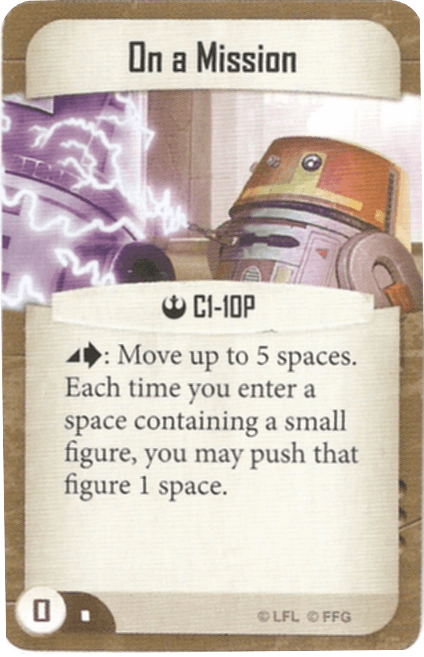 On a Mission
C1-10P
: Move up to 5 spaces.
Each time you enter a
space containing a small
figure, you may push that
figure 1 space.
0
© LFL © FFG